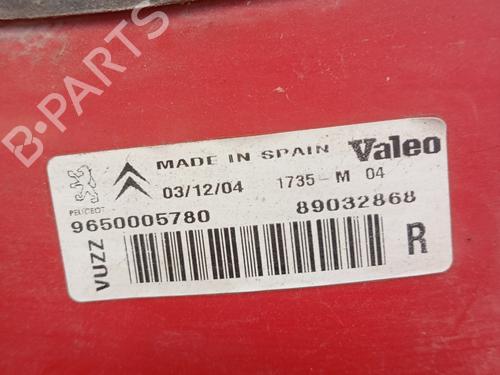 B-PARTS
MADE IN SPAIN Valeo
PEUGEOT 03/12/04 1735-M 04
9650005780 89032868
VUZZ R